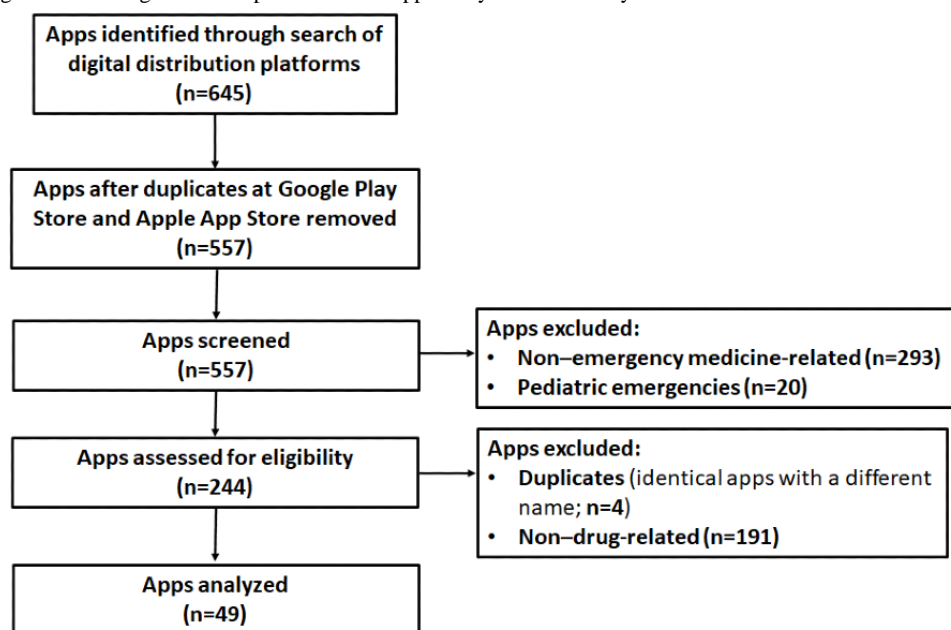 Apps identified through search of
digital distribution platforms
(n=645)
Apps after duplicates at Google Play
Store and Apple App Store removed
(n=557)
Apps screened
(n=557)
Apps excluded:
• Non–emergency medicine-related (n=293)
• Pediatric emergencies (n=20)
Apps assessed for eligibility
(n=244)
Apps excluded:
• Duplicates (identical apps with a different
name; n=4)
• Non–drug-related (n=191)
Apps analyzed
(n=49)